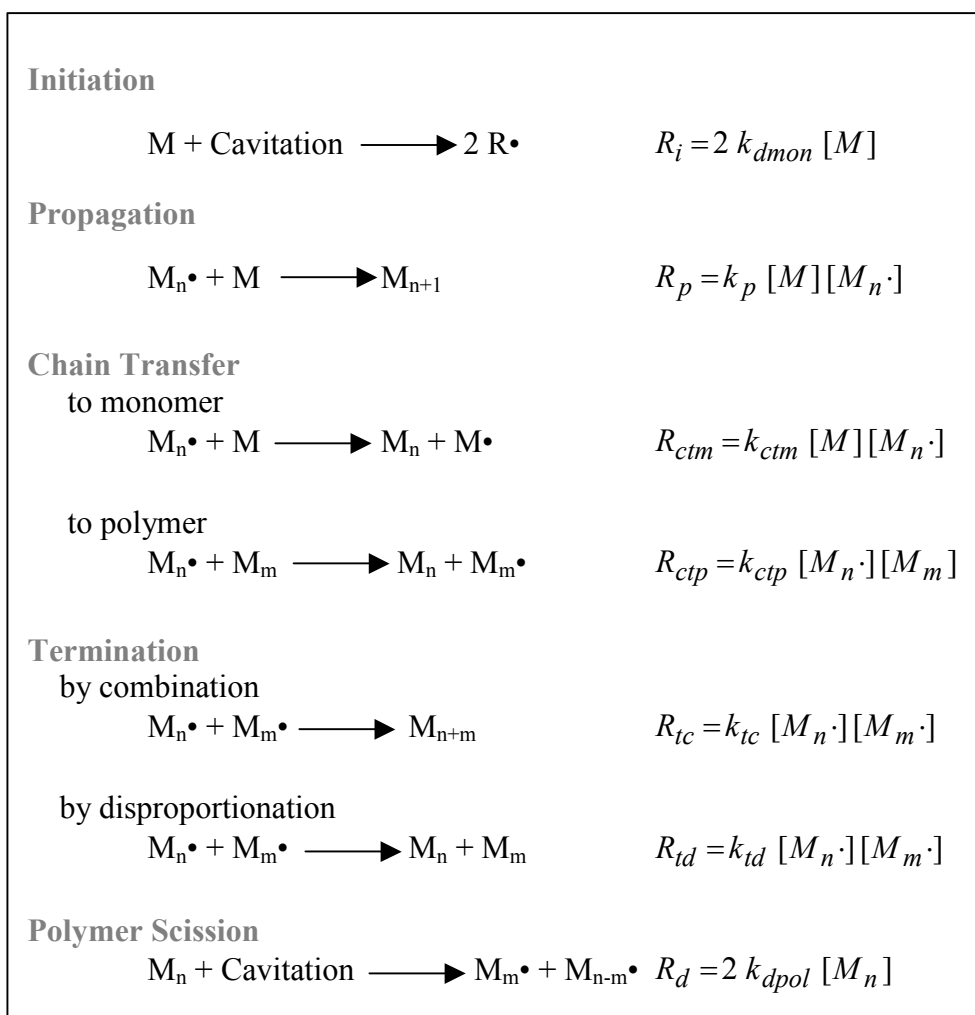 Initiation
M + Cavitation ⟶ 2 R• R_i = 2 k_dmon [M]
Propagation
M_n• + M ⟶ M_n+1 R_p = k_p [M][M_n·]
Chain Transfer
to monomer
M_n• + M ⟶ M_n + M• R_ctm = k_ctm [M][M_n·]
to polymer
M_n• + M_m ⟶ M_n + M_m• R_ctp = k_ctp [M_n·][M_m]
Termination
by combination
M_n• + M_m• ⟶ M_n+m R_tc = k_tc [M_n·][M_m·]
by disproportionation
M_n• + M_m• ⟶ M_n + M_m R_td = k_td [M_n·][M_m·]
Polymer Scission
M_n + Cavitation ⟶ M_m• + M_n-m• R_d = 2 k_dpol [M_n]